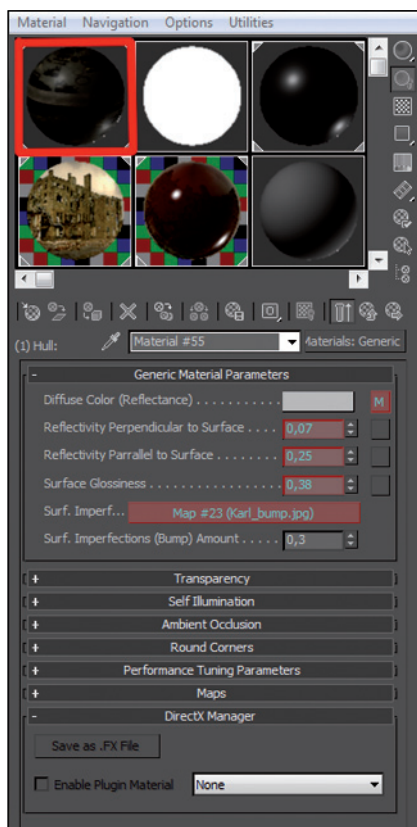 Material Navigation Options Utilities
(1) Hull: Material #55 Materials: Generic
- Generic Material Parameters
Diffuse Color (Reflectance) . . . . . . . . . . . M
Reflectivity Perpendicular to Surface . . . . 0,07
Reflectivity Parrallel to Surface . . . . . . . . 0,25
Surface Glossiness . . . . . . . . . . . . . . . . . 0,38
Surf. Imperf... Map #23 (Karl_bump.jpg)
Surf. Imperfections (Bump) Amount . . . . . 0,3
+ Transparency
+ Self Illumination
+ Ambient Occlusion
+ Round Corners
+ Performance Tuning Parameters
+ Maps
- DirectX Manager
Save as .FX File
Enable Plugin Material None